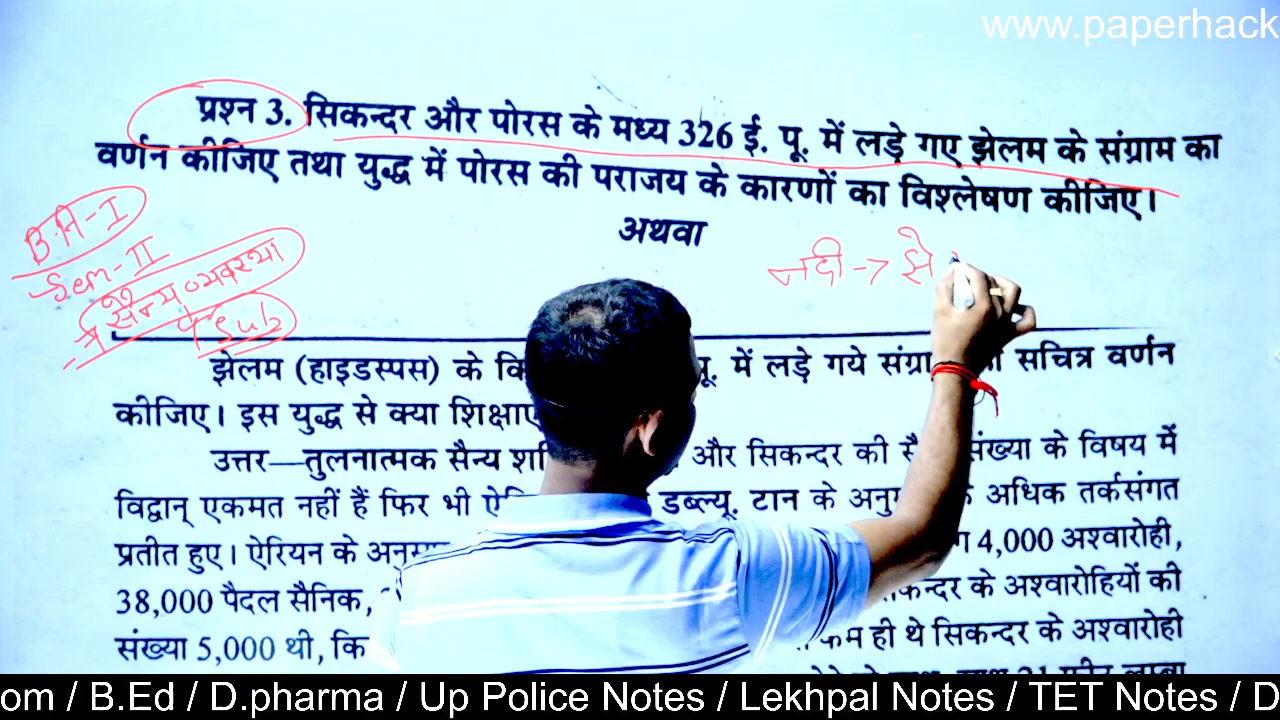 www.paperhack
प्रश्न 3. सिकन्दर और पोरस के मध्य 326 ई. पू. में लड़े गए झेलम के संग्राम का
वर्णन कीजिए तथा युद्ध में पोरस की पराजय के कारणों का विश्लेषण कीजिए।
अथवा
B.A-I
Sem-II
सैन्य व्यवस्था
नदी → झे
झेलम (हाइडस्पस) के कि पू. में लड़े गये संग्रा सचित्र वर्णन
कीजिए। इस युद्ध से क्या शिक्षाए
उत्तर—तुलनात्मक सैन्य श और सिकन्दर की सै संख्या के विषय में
विद्वान् एकमत नहीं हैं फिर भी ऐ डब्ल्यू. टान के अनु अधिक तर्कसंगत
प्रतीत हुए। ऐरियन के 4,000 अश्वारोही,
38,000 पैदल सैनिक, कन्दर के अश्वारोहियों की
संख्या 5,000 थी, कि कम ही थे सिकन्दर के अश्वारोही
om / B.Ed / D.pharma / Up Police Notes / Lekhpal Notes / TET Notes / D